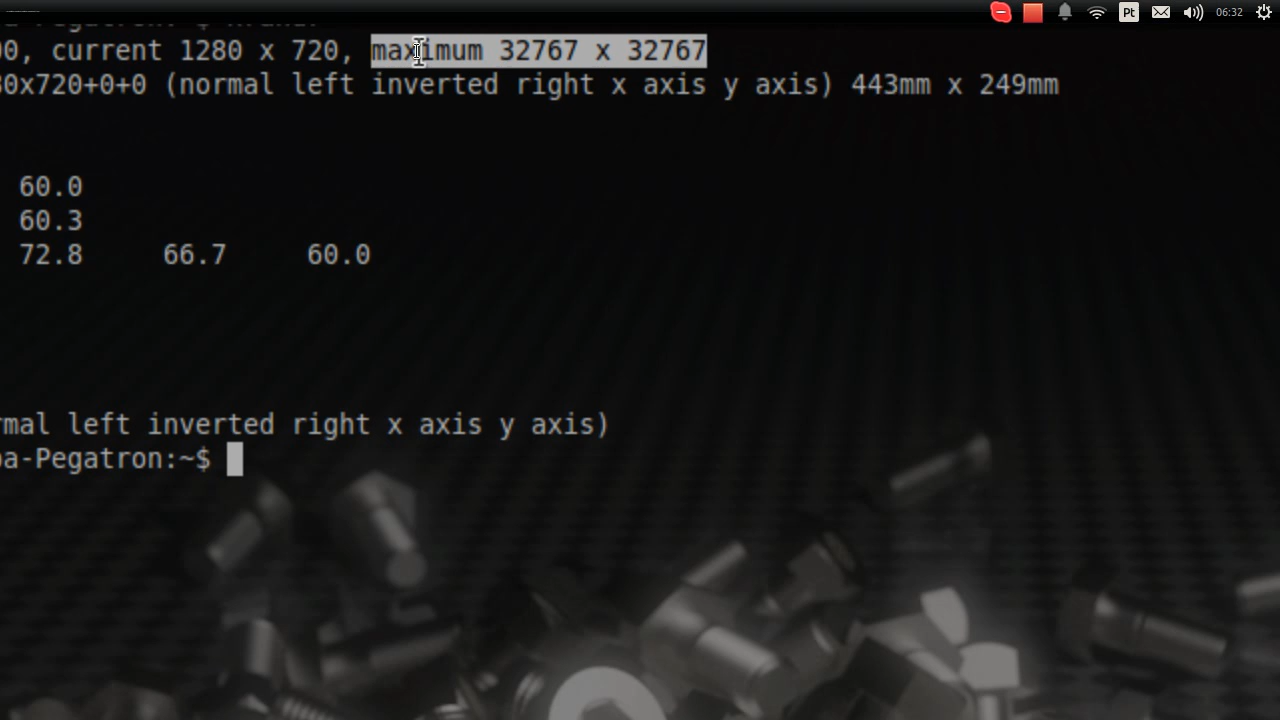 Pt 06:32
00, current 1280 x 720, maximum 32767 x 32767
80x720+0+0 (normal left inverted right x axis y axis) 443mm x 249mm
60.0
60.3
72.8 66.7 60.0
rmal left inverted right x axis y axis)
pa-Pegatron:~$